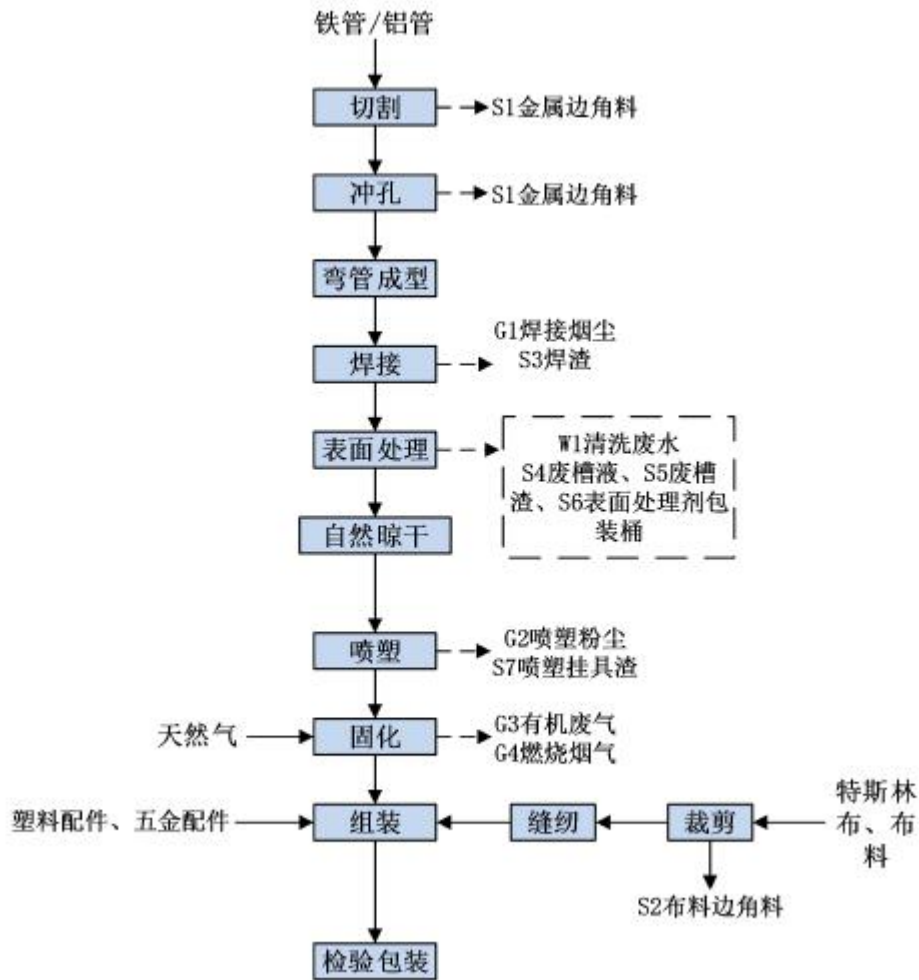 铁管/铝管
切割
S1金属边角料
冲孔
S1金属边角料
弯管成型
焊接
G1焊接烟尘
S3焊渣
表面处理
W1清洗废水
S4废槽液、S5废槽
渣、S6表面处理剂包
装桶
自然晾干
喷塑
G2喷塑粉尘
S7喷塑挂具渣
天然气
固化
G3有机废气
G4燃烧烟气
塑料配件、五金配件
组装
缝纫
裁剪
特斯林
布、布
料
S2布料边角料
检验包装